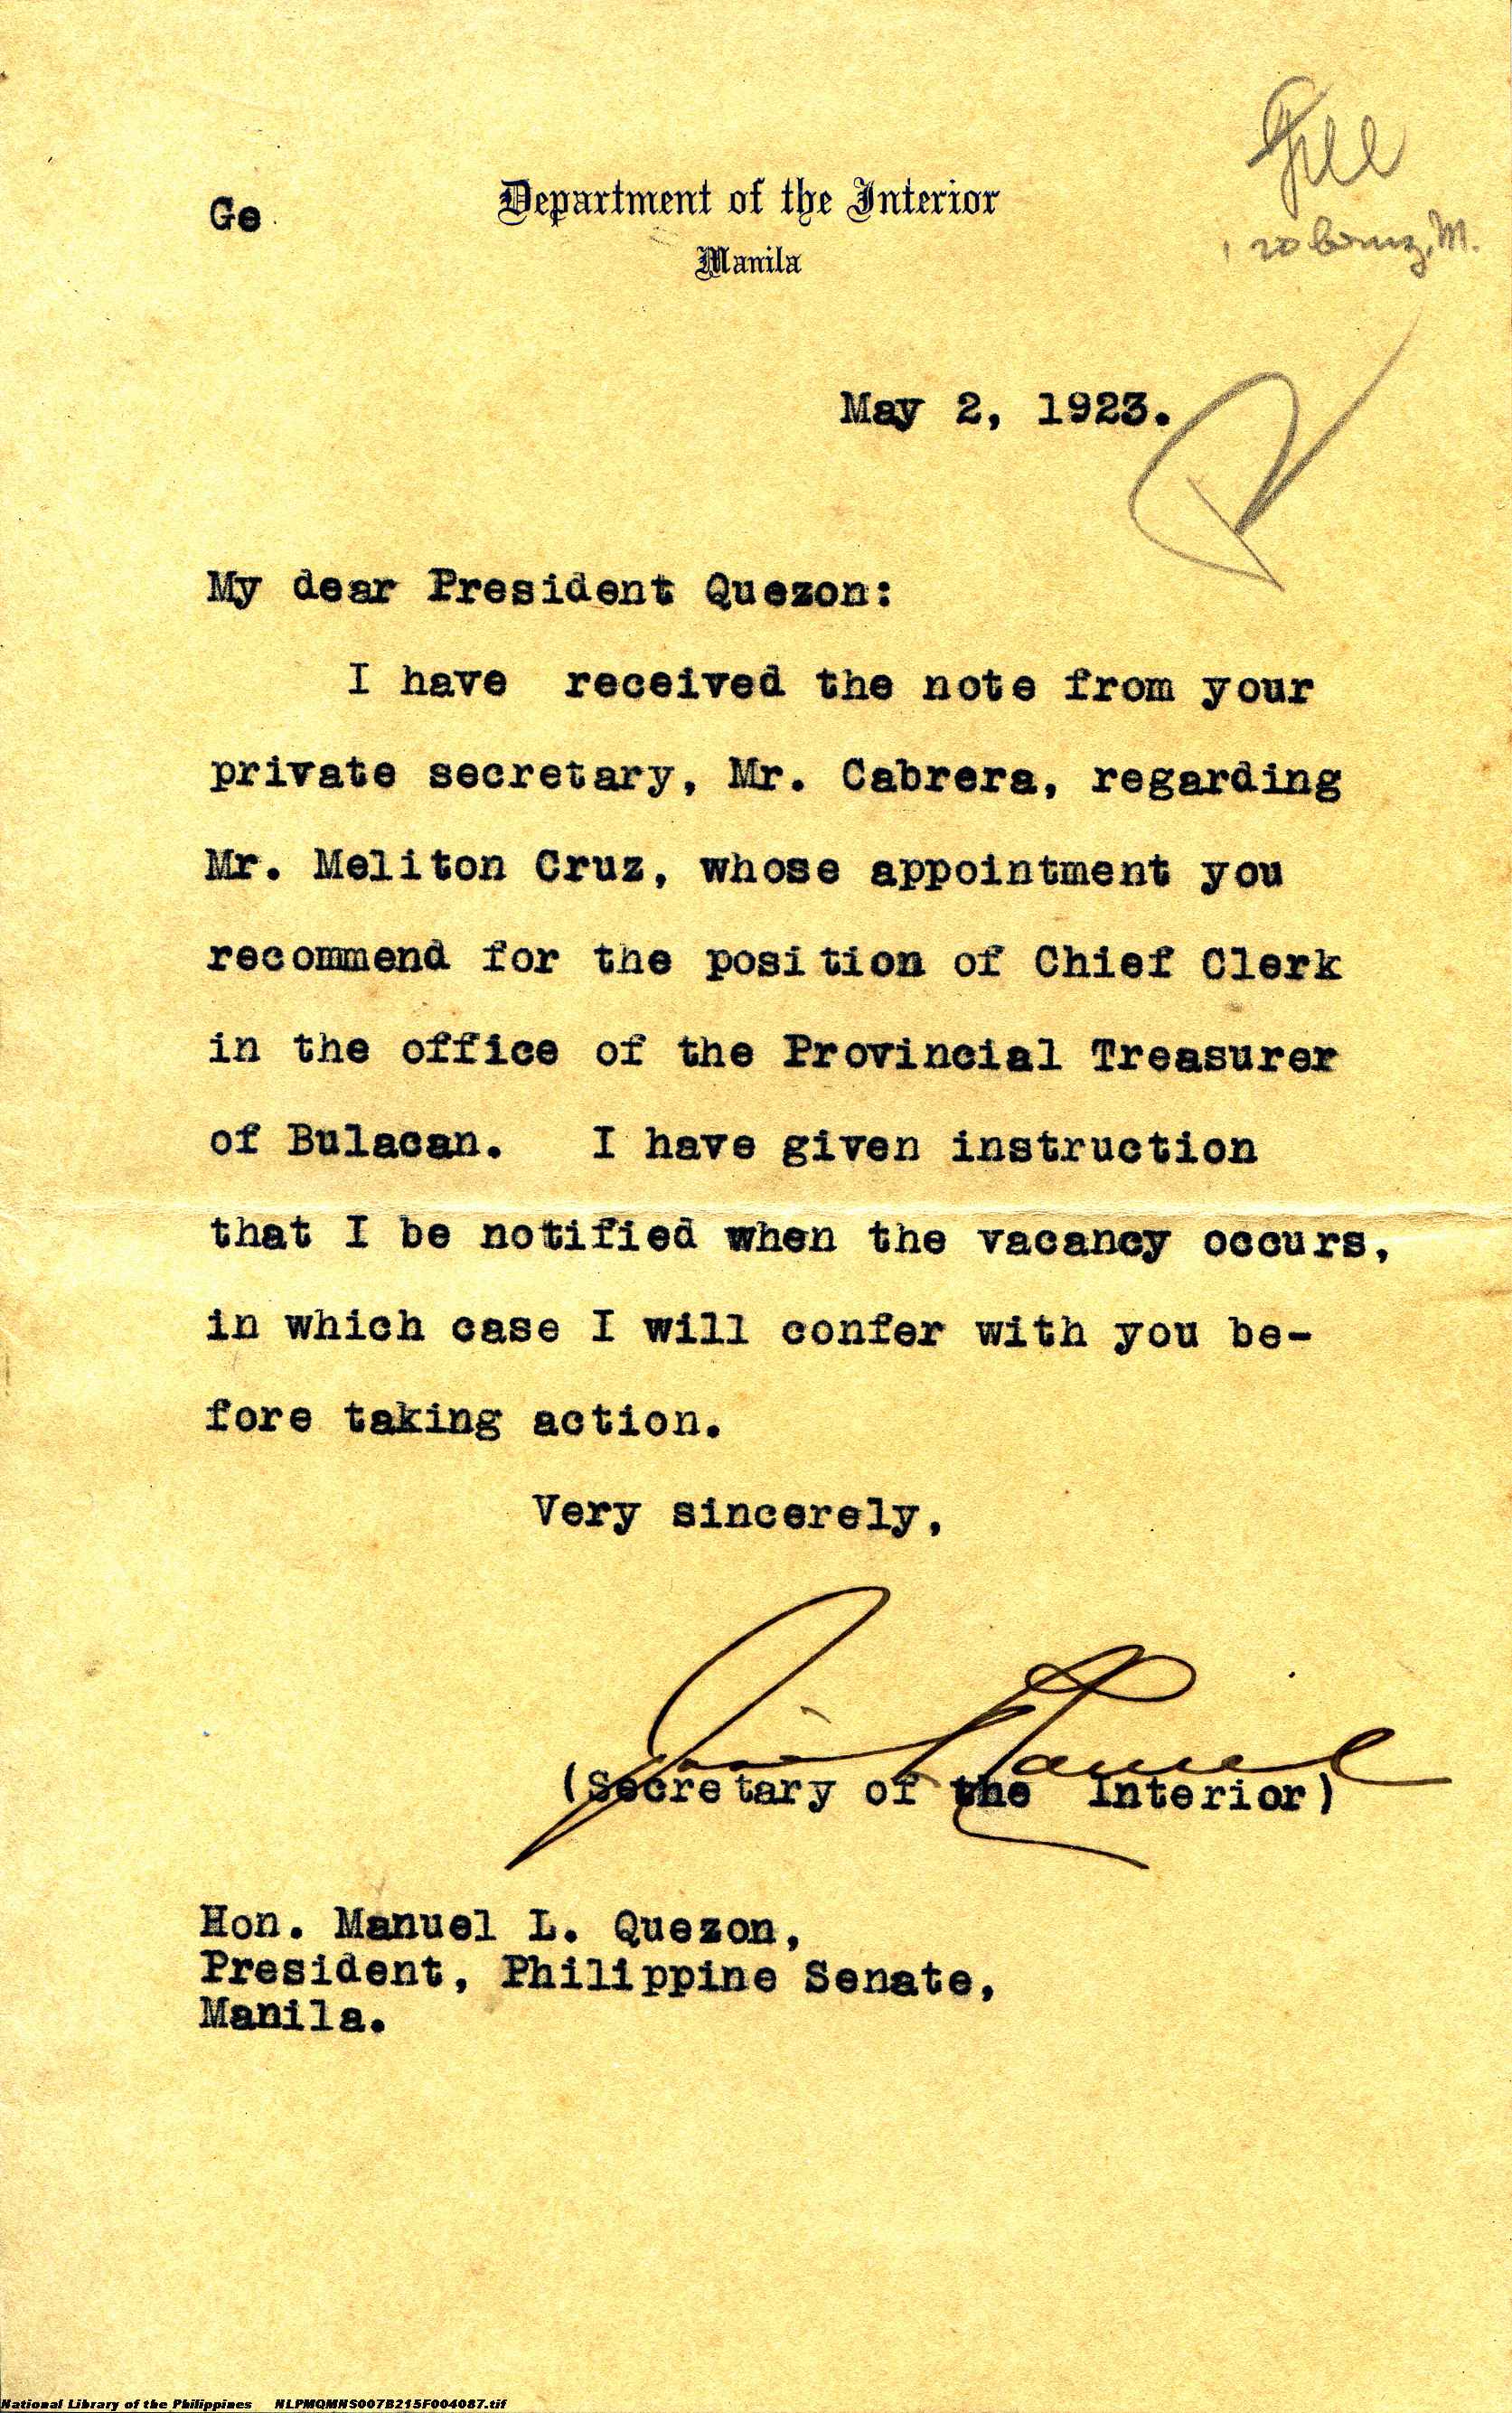 Ge
Department of the Interior
Manila
May 2, 1923.
My dear President Quezon:
I have received the note from your
private secretary, Mr. Cabrera, regarding
Mr. Meliton Cruz, whose appointment you
recommend for the position of Chief Clerk
in the office of the Provincial Treasurer
of Bulacan. I have given instruction
that I be notified when the vacancy occurs,
in which case I will confer with you be-
fore taking action.
Very sincerely,
(Secretary of the Interior)
Hon. Manuel L. Quezon,
President, Philippine Senate,
Manila.
National Library of the Philippines NLPMQMNS007B215F004087.tif